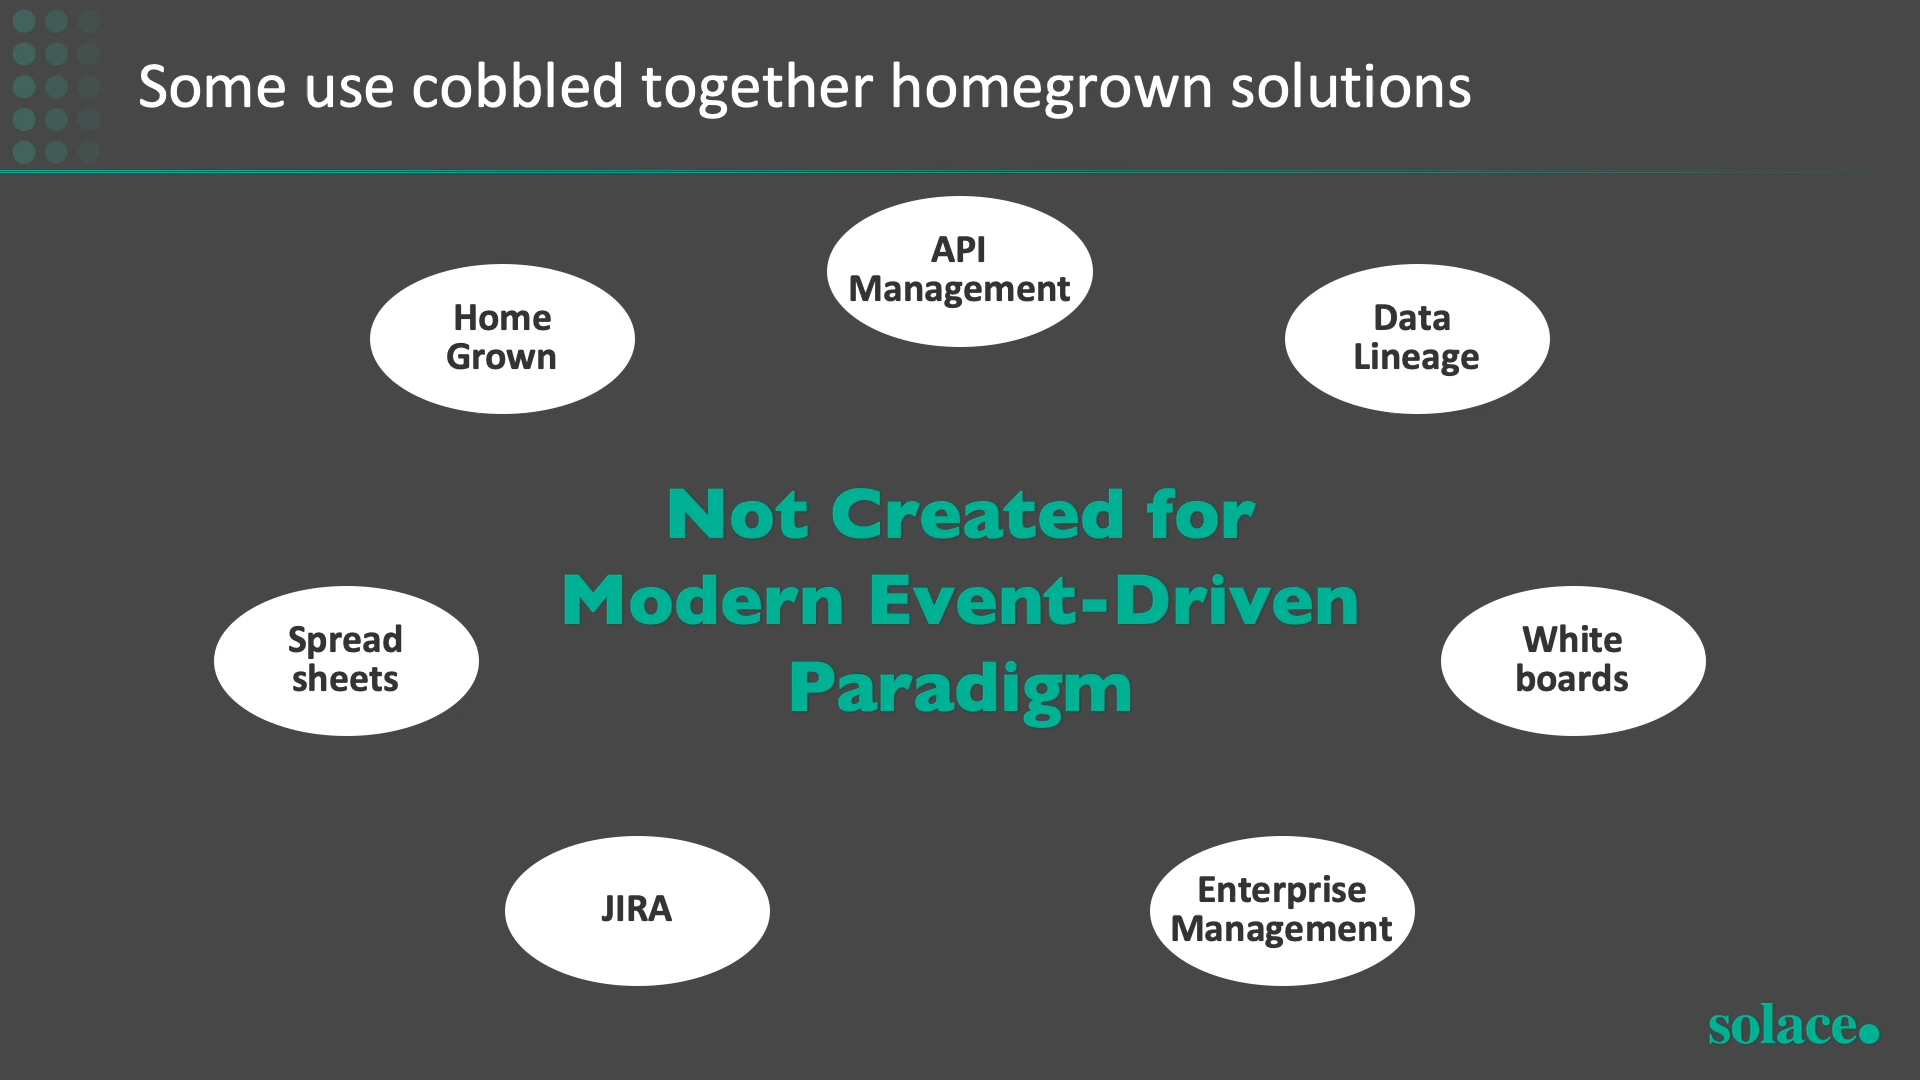 Some use cobbled together homegrown solutions
API
Management
Home
Grown
Data
Lineage
Not Created for
Modern Event-Driven
Paradigm
Spread
sheets
White
boards
JIRA
Enterprise
Management
solace.